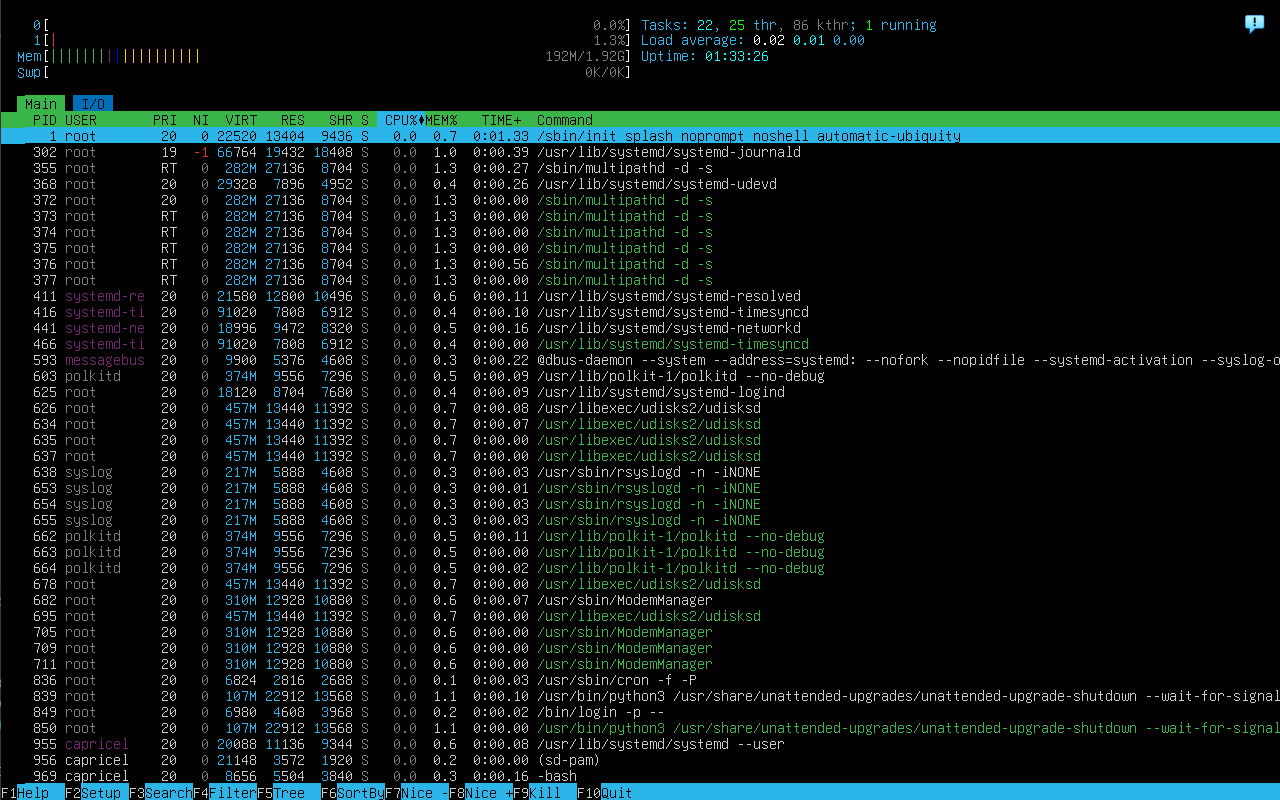 0[ 0.0%] Tasks: 22, 25 thr, 86 kthr; 1 running
1[| 1.3%] Load average: 0.02 0.01 0.00
Mem[||||||||||||||||||| 192M/1.92G] Uptime: 01:33:26
Swp[ 0K/0K]
Main I/O
PID USER PRI NI VIRT RES SHR S CPU% MEM% TIME+ Command
1 root 20 0 22520 13404 9436 S 0.0 0.7 0:01.33 /sbin/init splash noprompt noshell automatic-ubiquity
302 root 19 -1 66764 19432 18408 S 0.0 1.0 0:00.39 /usr/lib/systemd/systemd-journald
355 root RT 0 282M 27136 8704 S 0.0 1.3 0:00.27 /sbin/multipathd -d -s
368 root 20 0 29328 7896 4952 S 0.0 0.4 0:00.26 /usr/lib/systemd/systemd-udevd
372 root 20 0 282M 27136 8704 S 0.0 1.3 0:00.00 /sbin/multipathd -d -s
373 root RT 0 282M 27136 8704 S 0.0 1.3 0:00.00 /sbin/multipathd -d -s
374 root RT 0 282M 27136 8704 S 0.0 1.3 0:00.00 /sbin/multipathd -d -s
375 root RT 0 282M 27136 8704 S 0.0 1.3 0:00.00 /sbin/multipathd -d -s
376 root RT 0 282M 27136 8704 S 0.0 1.3 0:00.56 /sbin/multipathd -d -s
377 root RT 0 282M 27136 8704 S 0.0 1.3 0:00.00 /sbin/multipathd -d -s
411 systemd-re 20 0 21580 12800 10496 S 0.0 0.6 0:00.11 /usr/lib/systemd/systemd-resolved
416 systemd-ti 20 0 91020 7808 6912 S 0.0 0.4 0:00.10 /usr/lib/systemd/systemd-timesyncd
441 systemd-ne 20 0 18996 9472 8320 S 0.0 0.5 0:00.16 /usr/lib/systemd/systemd-networkd
466 systemd-ti 20 0 91020 7808 6912 S 0.0 0.4 0:00.00 /usr/lib/systemd/systemd-timesyncd
593 messagebus 20 0 9900 5376 4608 S 0.0 0.3 0:00.22 @dbus-daemon --system --address=systemd: --nofork --nopidfile --systemd-activation --syslog-o
603 polkitd 20 0 374M 9556 7296 S 0.0 0.5 0:00.09 /usr/lib/polkit-1/polkitd --no-debug
625 root 20 0 18120 8704 7680 S 0.0 0.4 0:00.09 /usr/lib/systemd/systemd-logind
626 root 20 0 457M 13440 11392 S 0.0 0.7 0:00.08 /usr/libexec/udisks2/udisksd
634 root 20 0 457M 13440 11392 S 0.0 0.7 0:00.07 /usr/libexec/udisks2/udisksd
635 root 20 0 457M 13440 11392 S 0.0 0.7 0:00.00 /usr/libexec/udisks2/udisksd
637 root 20 0 457M 13440 11392 S 0.0 0.7 0:00.00 /usr/libexec/udisks2/udisksd
638 syslog 20 0 217M 5888 4608 S 0.0 0.3 0:00.03 /usr/sbin/rsyslogd -n -iNONE
653 syslog 20 0 217M 5888 4608 S 0.0 0.3 0:00.01 /usr/sbin/rsyslogd -n -iNONE
654 syslog 20 0 217M 5888 4608 S 0.0 0.3 0:00.03 /usr/sbin/rsyslogd -n -iNONE
655 syslog 20 0 217M 5888 4608 S 0.0 0.3 0:00.03 /usr/sbin/rsyslogd -n -iNONE
662 polkitd 20 0 374M 9556 7296 S 0.0 0.5 0:00.11 /usr/lib/polkit-1/polkitd --no-debug
663 polkitd 20 0 374M 9556 7296 S 0.0 0.5 0:00.00 /usr/lib/polkit-1/polkitd --no-debug
664 polkitd 20 0 374M 9556 7296 S 0.0 0.5 0:00.02 /usr/lib/polkit-1/polkitd --no-debug
678 root 20 0 457M 13440 11392 S 0.0 0.7 0:00.00 /usr/libexec/udisks2/udisksd
682 root 20 0 310M 12928 10880 S 0.0 0.6 0:00.07 /usr/sbin/ModemManager
695 root 20 0 457M 13440 11392 S 0.0 0.7 0:00.00 /usr/libexec/udisks2/udisksd
705 root 20 0 310M 12928 10880 S 0.0 0.6 0:00.00 /usr/sbin/ModemManager
709 root 20 0 310M 12928 10880 S 0.0 0.6 0:00.00 /usr/sbin/ModemManager
711 root 20 0 310M 12928 10880 S 0.0 0.6 0:00.00 /usr/sbin/ModemManager
836 root 20 0 6824 2816 2688 S 0.0 0.1 0:00.03 /usr/sbin/cron -f -P
839 root 20 0 107M 22912 13568 S 0.0 1.1 0:00.10 /usr/bin/python3 /usr/share/unattended-upgrades/unattended-upgrade-shutdown --wait-for-signal
849 root 20 0 6980 4608 3968 S 0.0 0.2 0:00.02 /bin/login -p --
850 root 20 0 107M 22912 13568 S 0.0 1.1 0:00.00 /usr/bin/python3 /usr/share/unattended-upgrades/unattended-upgrade-shutdown --wait-for-signal
955 capricel 20 0 20088 11136 9344 S 0.0 0.6 0:00.08 /usr/lib/systemd/systemd --user
956 capricel 20 0 21148 3572 1920 S 0.0 0.2 0:00.00 (sd-pam)
969 capricel 20 0 8656 5504 3840 S 0.0 0.3 0:00.16 -bash
F1Help F2Setup F3SearchF4FilterF5Tree F6SortByF7Nice -F8Nice +F9Kill F10Quit